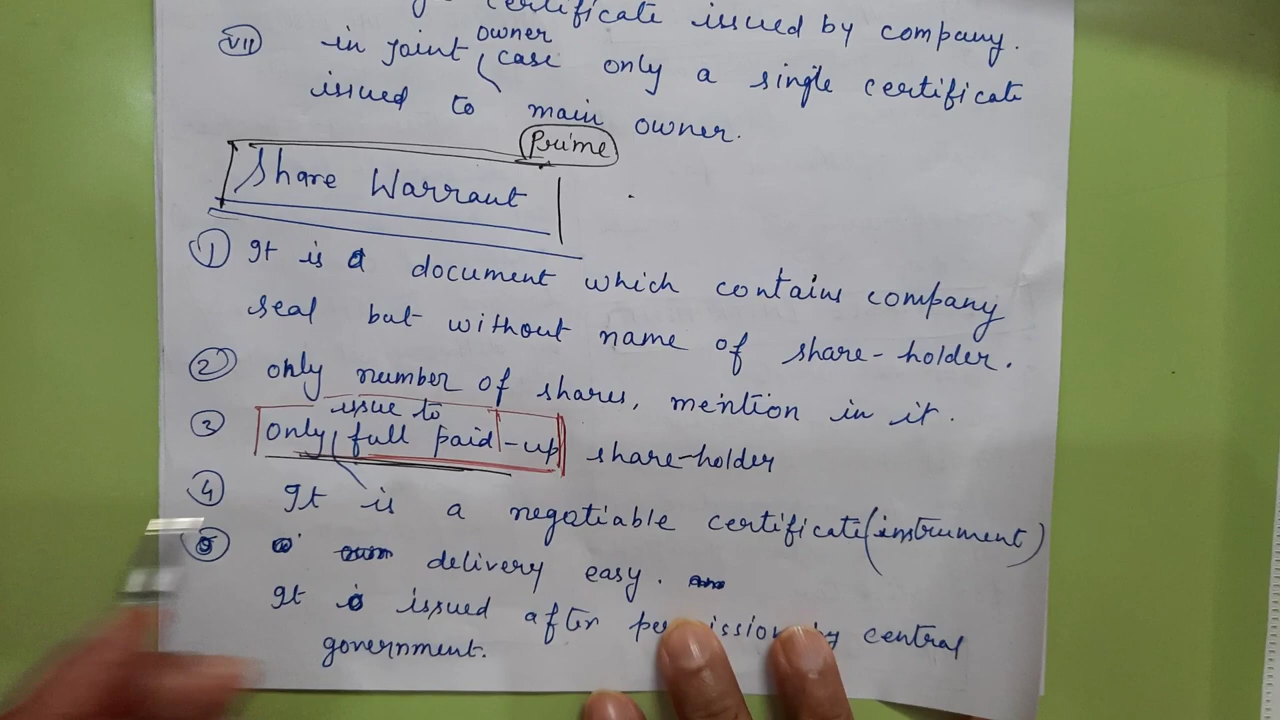 certificate issued by company.
owner
VII in joint case only a single certificate
issued to main owner.
Prime
Share Warrant
1 It is a document which contains company
seal but without name of share-holder.
2 only number of shares, mention in it.
issue to
3 only full paid-up share-holder
4 It is a negotiable certificate (instrument)
5 delivery easy.
It is issued after central
government.